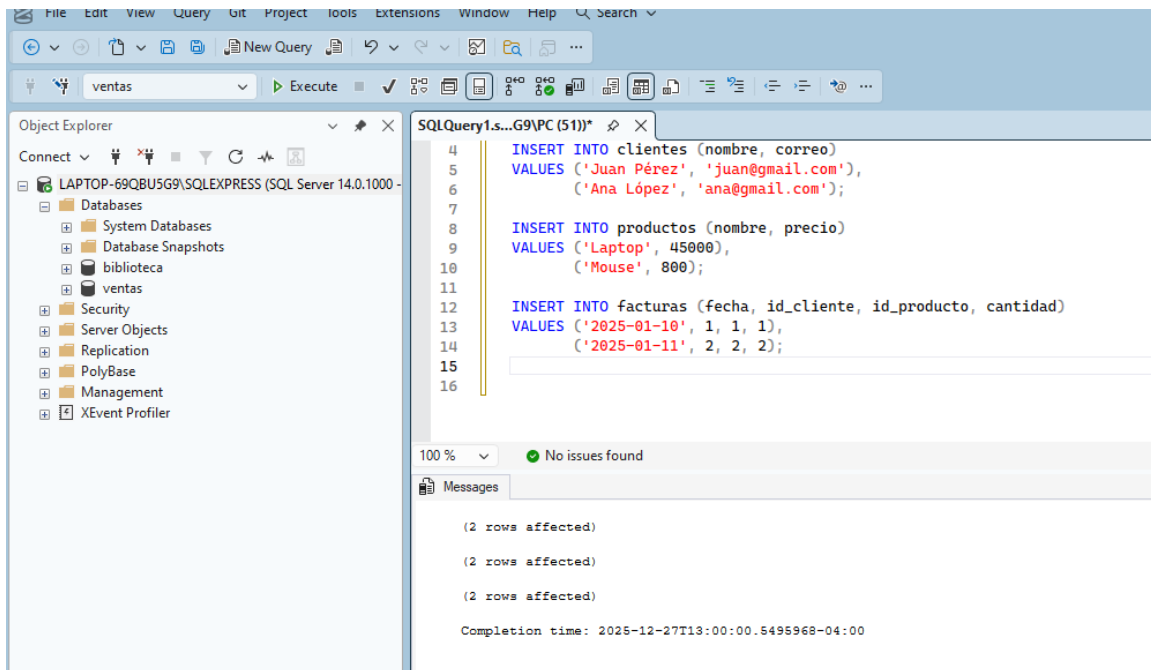 File Edit View Query Git Project Tools Extensions Window Help Search
New Query
ventas Execute
Object Explorer
Connect
LAPTOP-69QBU5G9\SQLEXPRESS (SQL Server 14.0.1000 -
Databases
System Databases
Database Snapshots
biblioteca
ventas
Security
Server Objects
Replication
PolyBase
Management
XEvent Profiler
SQLQuery1.s...G9\PC (51))*
4 INSERT INTO clientes (nombre, correo)
5 VALUES ('Juan Pérez', 'juan@gmail.com'),
6 ('Ana López', 'ana@gmail.com');
7
8 INSERT INTO productos (nombre, precio)
9 VALUES ('Laptop', 45000),
10 ('Mouse', 800);
11
12 INSERT INTO facturas (fecha, id_cliente, id_producto, cantidad)
13 VALUES ('2025-01-10', 1, 1, 1),
14 ('2025-01-11', 2, 2, 2);
15
16
100 % No issues found
Messages
(2 rows affected)
(2 rows affected)
(2 rows affected)
Completion time: 2025-12-27T13:00:00.5495968-04:00